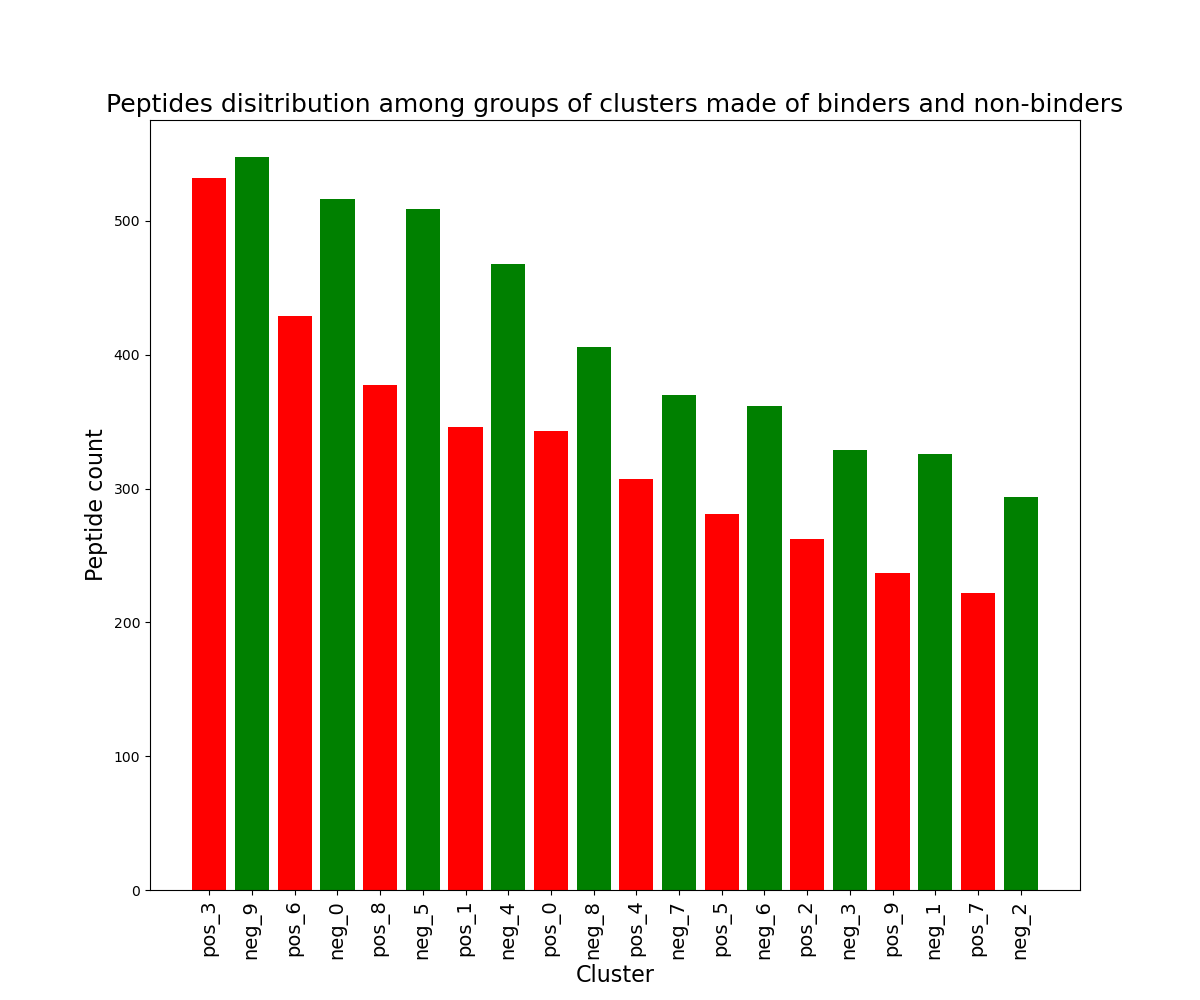 Peptides disitribution among groups of clusters made of binders and non-binders
500
400
300
200
100
0
Peptide count
pos_3
neg_9
pos_6
neg_0
pos_8
neg_5
pos_1
neg_4
pos_0
neg_8
pos_4
neg_7
pos_5
neg_6
pos_2
neg_3
pos_9
neg_1
pos_7
neg_2
Cluster